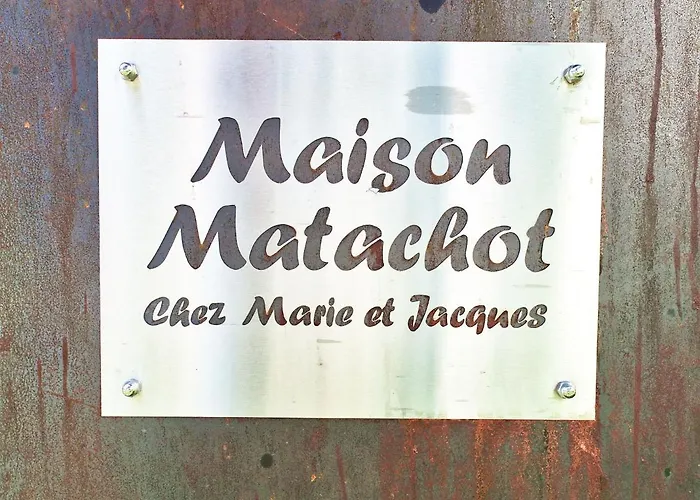 Maison
Matachot
Chez Marie et Jacques